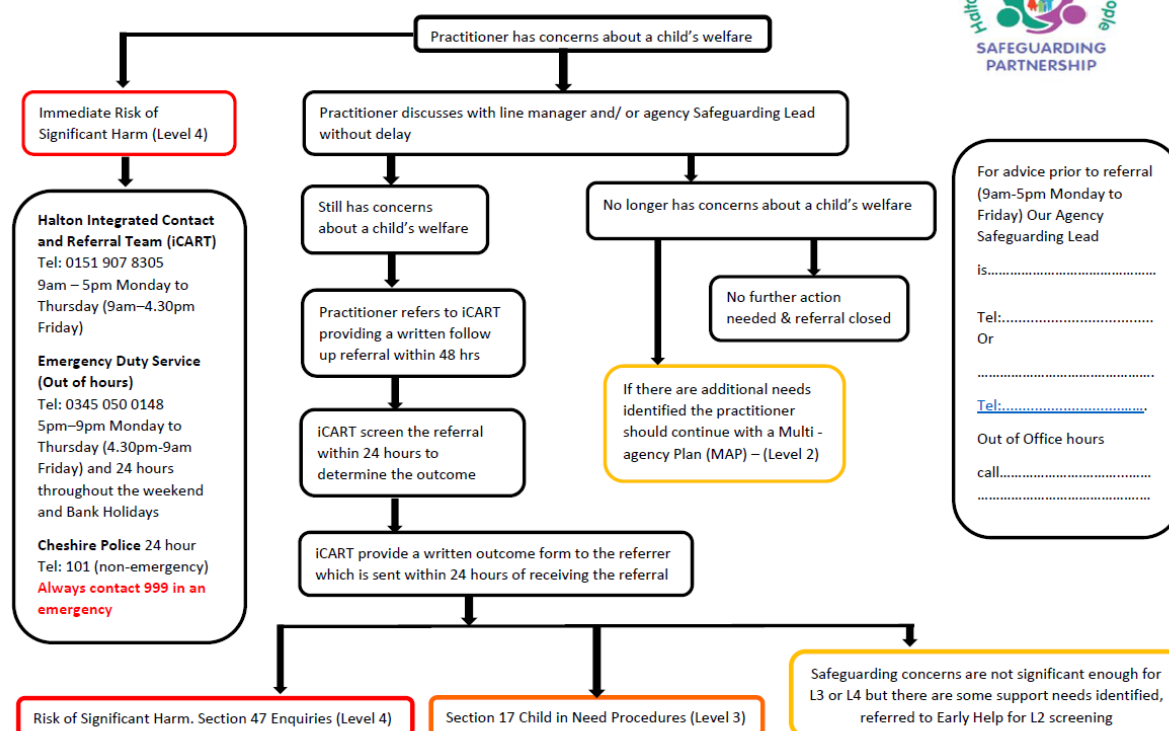 Halto
ople
SAFEGUARDING
PARTNERSHIP
Practitioner has concerns about a child's welfare
Immediate Risk of
Significant Harm (Level 4)
Practitioner discusses with line manager and/ or agency Safeguarding Lead
without delay
Halton Integrated Contact
and Referral Team (iCART)
Tel: 0151 907 8305
9am – 5pm Monday to
Thursday (9am–4.30pm
Friday)
Emergency Duty Service
(Out of hours)
Tel: 0345 050 0148
5pm–9pm Monday to
Thursday (4.30pm-9am
Friday) and 24 hours
throughout the weekend
and Bank Holidays
Cheshire Police 24 hour
Tel: 101 (non-emergency)
Always contact 999 in an
emergency
Still has concerns
about a child's welfare
No longer has concerns about a child's welfare
Practitioner refers to iCART
providing a written follow
up referral within 48 hrs
No further action
needed & referral closed
If there are additional needs
identified the practitioner
should continue with a Multi -
agency Plan (MAP) – (Level 2)
iCART screen the referral
within 24 hours to
determine the outcome
iCART provide a written outcome form to the referrer
which is sent within 24 hours of receiving the referral
For advice prior to referral
(9am-5pm Monday to
Friday) Our Agency
Safeguarding Lead
is...............................................
Tel:.......................................
Or
................................................
Tel:.......................................
Out of Office hours
call.........................................
................................................
Risk of Significant Harm. Section 47 Enquiries (Level 4)
Section 17 Child in Need Procedures (Level 3)
Safeguarding concerns are not significant enough for
L3 or L4 but there are some support needs identified,
referred to Early Help for L2 screening